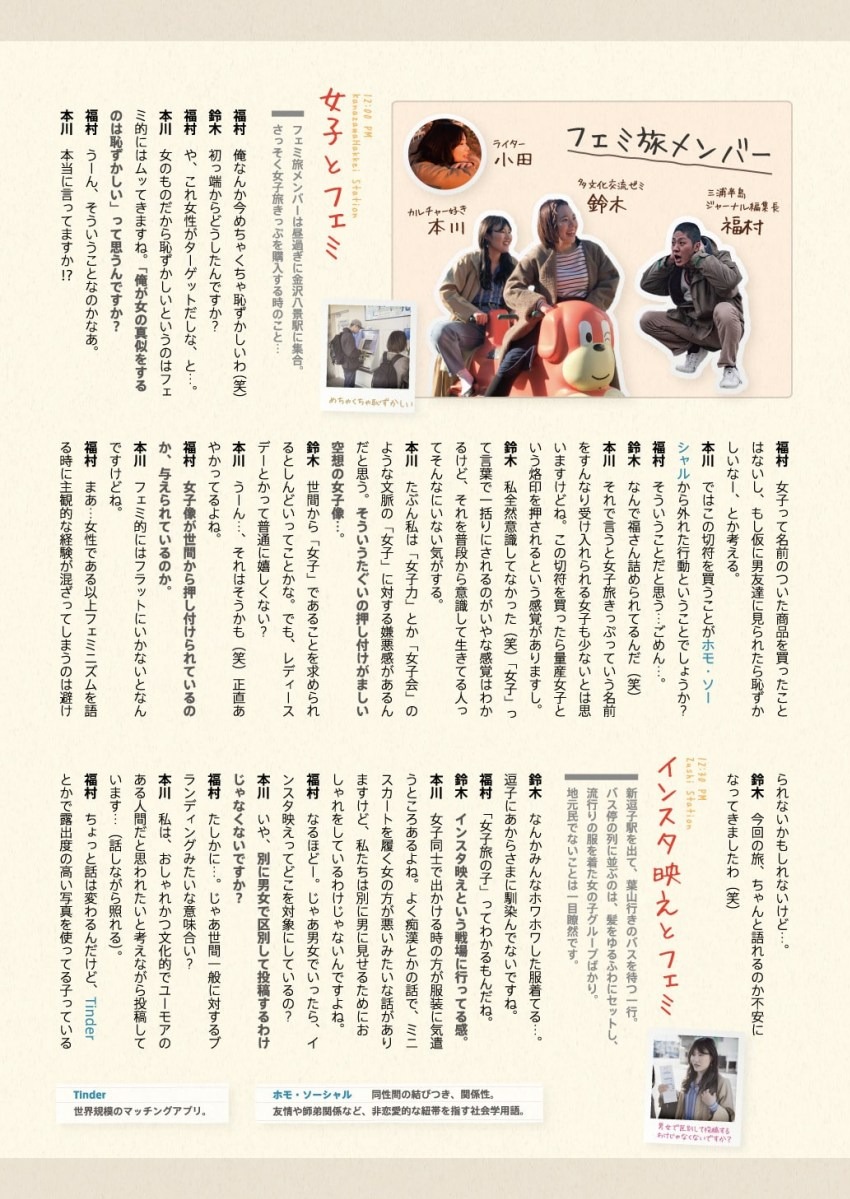 フェミ旅メンバー
ライター
小田
カルチャー好き
本川
多文化交流ゼミ
鈴木
三浦半島
ジャーナル編集長
福村
12:00 PM
kanazawaHakkei Station
女子とフェミ
フェミ旅メンバーは昼過ぎに金沢八景駅に集合。
さっそく女子旅きっぷを購入する時のこと…
めちゃくちゃ恥ずかしい
福村　俺なんか今めちゃくちゃ恥ずかしいわ（笑）
鈴木　初っ端からどうしたんですか？
福村　や、これ女性がターゲットだしな、と…。
本川　女のものだから恥ずかしいというのはフェ
ミ的にはムッてきますね。「俺が女の真似をする
のは恥ずかしい」って思うんですか？
福村　うーん、そういうことなのかなあ。
本川　本当に言ってますか!?
福村　女子って名前のついた商品を買ったこと
はないし、もし仮に男友達に見られたら恥ずか
しいなー、とか考える。
本川　ではこの切符を買うことがホモ・ソー
シャルから外れた行動ということでしょうか？
福村　そういうことだと思う…ごめん…。
鈴木　なんで福さん詰められてるんだ（笑）
本川　それで言うと女子旅きっぷっていう名前
をすんなり受け入れられる女子も少ないとは思
いますけどね。この切符を買ったら量産女子と
いう烙印を押されるという感覚がありますし。
鈴木　私全然意識してなかった（笑）「女子」っ
て言葉で一括りにされるのがいやな感覚はわか
るけど、それを普段から意識して生きてる人っ
てそんなにいない気がする。
本川　たぶん私は「女子力」とか「女子会」の
ような文脈の「女子」に対する嫌悪感があるん
だと思う。そういうたぐいの押し付けがましい
空想の女子像…。
鈴木　世間から「女子」であることを求められ
るとしんどいってことかな。でも、レディース
デーとかって普通に嬉しくない？
本川　うーん…、それはそうかも（笑）正直あ
やかってるよね。
福村　女子像が世間から押し付けられているの
か、与えられているのか。
本川　フェミ的にはフラットにいかないとなん
ですけどね。
福村　まあ…女性である以上フェミニズムを語
る時に主観的な経験が混ざってしまうのは避け
られないかもしれないけど…。
鈴木　今回の旅、ちゃんと語れるのか不安に
なってきましたわ（笑）
12:30 PM
Zushi Station
インスタ映えとフェミ
新逗子駅を出て、葉山行きのバスを待つ一行。
バス停の列に並ぶのは、髪をゆるふわにセットし、
流行りの服を着た女の子グループばかり。
地元民でないことは一目瞭然です。
男女で区別して投稿する
わけじゃなくないですか？
鈴木　なんかみんなホワホワした服着てる…。
逗子にあからさまに馴染んでないですね。
福村　「女子旅の子」ってわかるもんだね。
鈴木　インスタ映えという戦場に行ってる感。
本川　女子同士で出かける時の方が服装に気遣
うところあるよね。よく痴漢とかの話で、ミニ
スカートを履く女の方が悪いみたいな話があり
ますけど、私たちは別に男に見せるためにお
しゃれをしているわけじゃないんですよね。
福村　なるほどー。じゃあ男女でいったら、イ
ンスタ映えってどこを対象にしているの？
本川　いや、別に男女で区別して投稿するわけ
じゃなくないですか？
福村　たしかに…。じゃあ世間一般に対するブ
ランディングみたいな意味合い？
本川　私は、おしゃれかつ文化的でユーモアの
ある人間だと思われたいと考えながら投稿して
います…（話しながら照れる）。
福村　ちょっと話は変わるんだけど、Tinder
とかで露出度の高い写真を使ってる子っている
ホモ・ソーシャル　同性間の結びつき、関係性。
友情や師弟関係など、非恋愛的な紐帯を指す社会学用語。
Tinder
世界規模のマッチングアプリ。